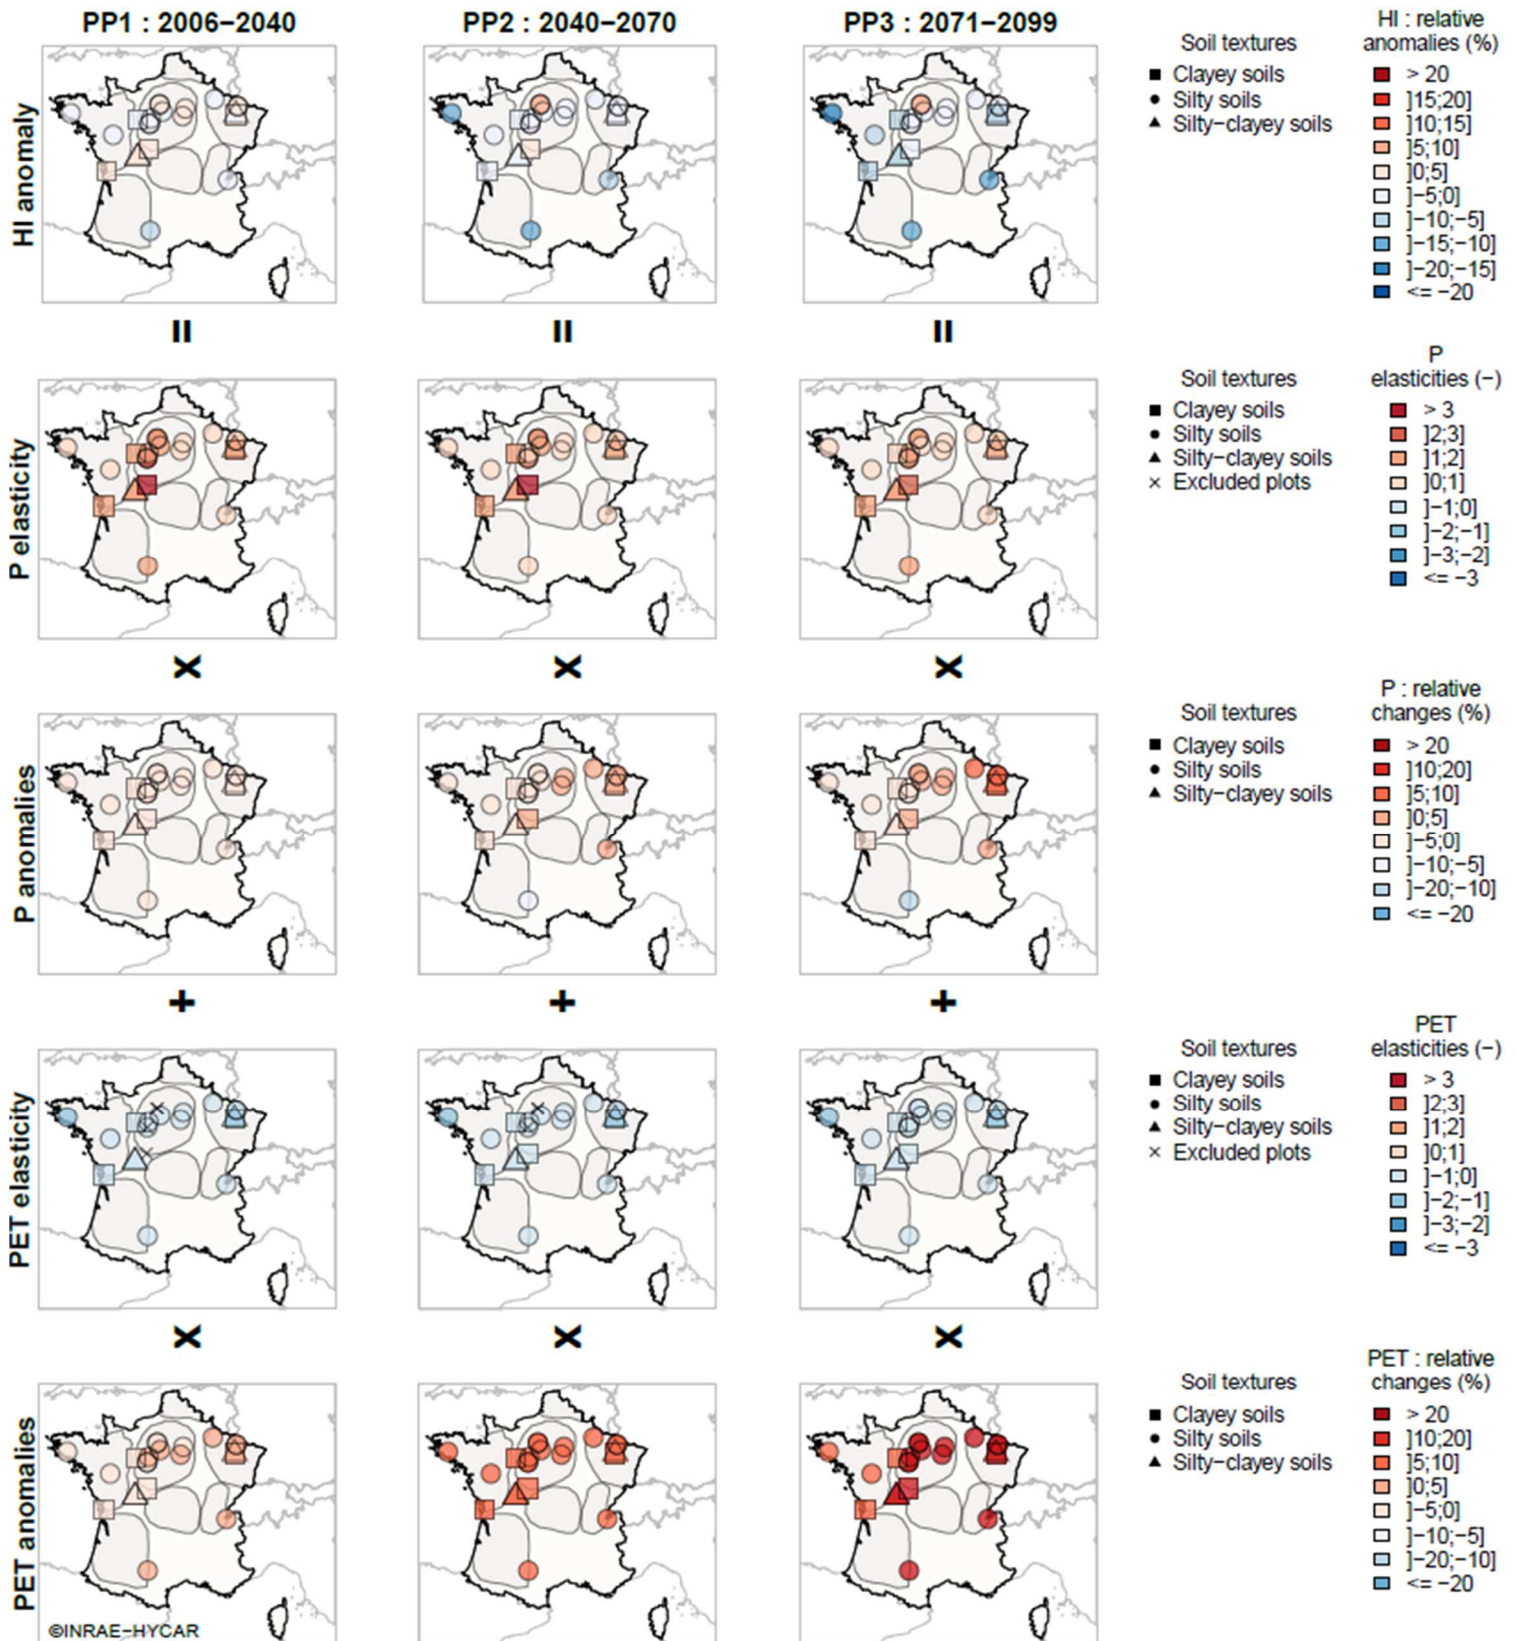 PP1 : 2006−2040 PP2 : 2040−2070 PP3 : 2071−2099
HI anomaly
Soil textures
Clayey soils
Silty soils
Silty−clayey soils
HI : relative
anomalies (%)
> 20
]15;20]
]10;15]
]5;10]
]0;5]
]−5;0]
]−10;−5]
]−15;−10]
]−20;−15]
<= −20
= = =
P elasticity
Soil textures
Clayey soils
Silty soils
Silty−clayey soils
Excluded plots
P
elasticities (−)
> 3
]2;3]
]1;2]
]0;1]
]−1;0]
]−2;−1]
]−3;−2]
<= −3
X X X
P anomalies
Soil textures
Clayey soils
Silty soils
Silty−clayey soils
P : relative
changes (%)
> 20
]10;20]
]5;10]
]0;5]
]−5;0]
]−10;−5]
]−20;−10]
<= −20
+ + +
PET elasticity
Soil textures
Clayey soils
Silty soils
Silty−clayey soils
Excluded plots
PET
elasticities (−)
> 3
]2;3]
]1;2]
]0;1]
]−1;0]
]−2;−1]
]−3;−2]
<= −3
X X X
PET anomalies
Soil textures
Clayey soils
Silty soils
Silty−clayey soils
PET : relative
changes (%)
> 20
]10;20]
]5;10]
]0;5]
]−5;0]
]−10;−5]
]−20;−10]
<= −20
©INRAE−HYCAR